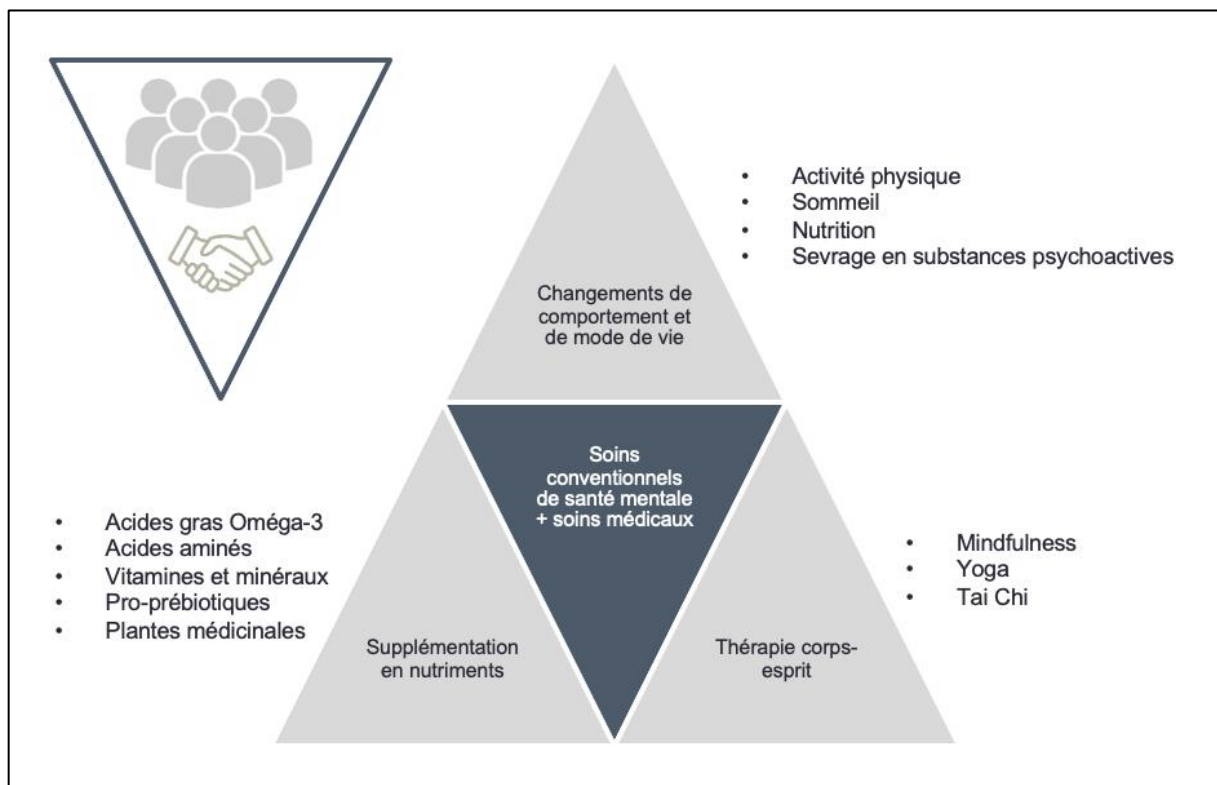 Activité physique
Sommeil
Nutrition
Sevrage en substances psychoactives
Changements de
comportement et
de mode de vie
Soins
conventionnels
de santé mentale
+ soins médicaux
Acides gras Oméga-3
Acides aminés
Vitamines et minéraux
Pro-prébiotiques
Plantes médicinales
Supplémentation
en nutriments
Thérapie corps-
esprit
Mindfulness
Yoga
Tai Chi